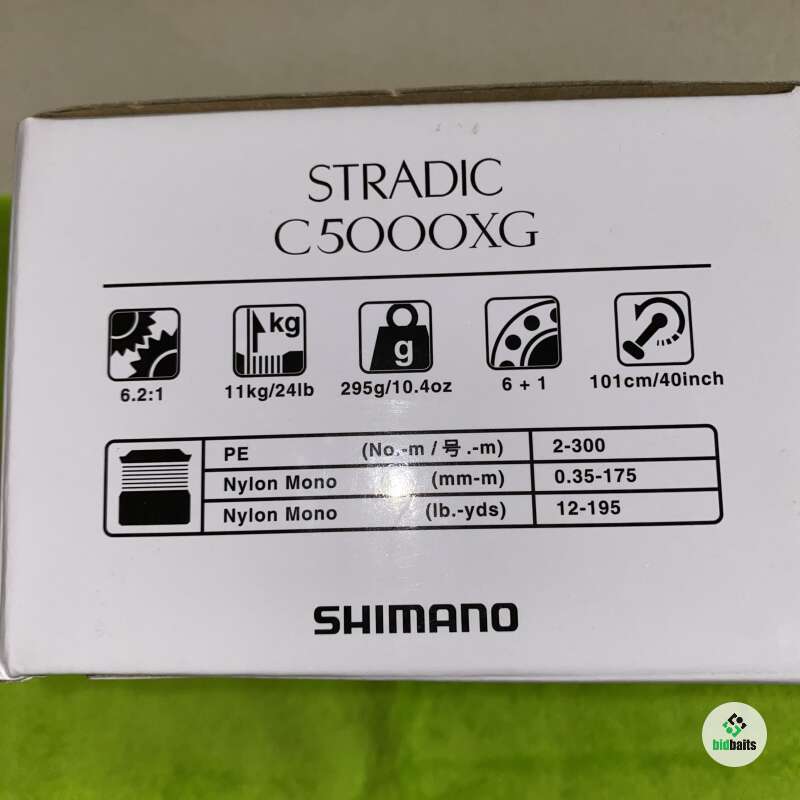 STRADIC
C5000XG
kg
g
6.2:1
11kg/24lb
295g/10.4oz
6 + 1
101cm/40inch
PE (No.-m / 号 .-m) 2-300
Nylon Mono (mm-m) 0.35-175
Nylon Mono (lb.-yds) 12-195
SHIMANO
bidbaits